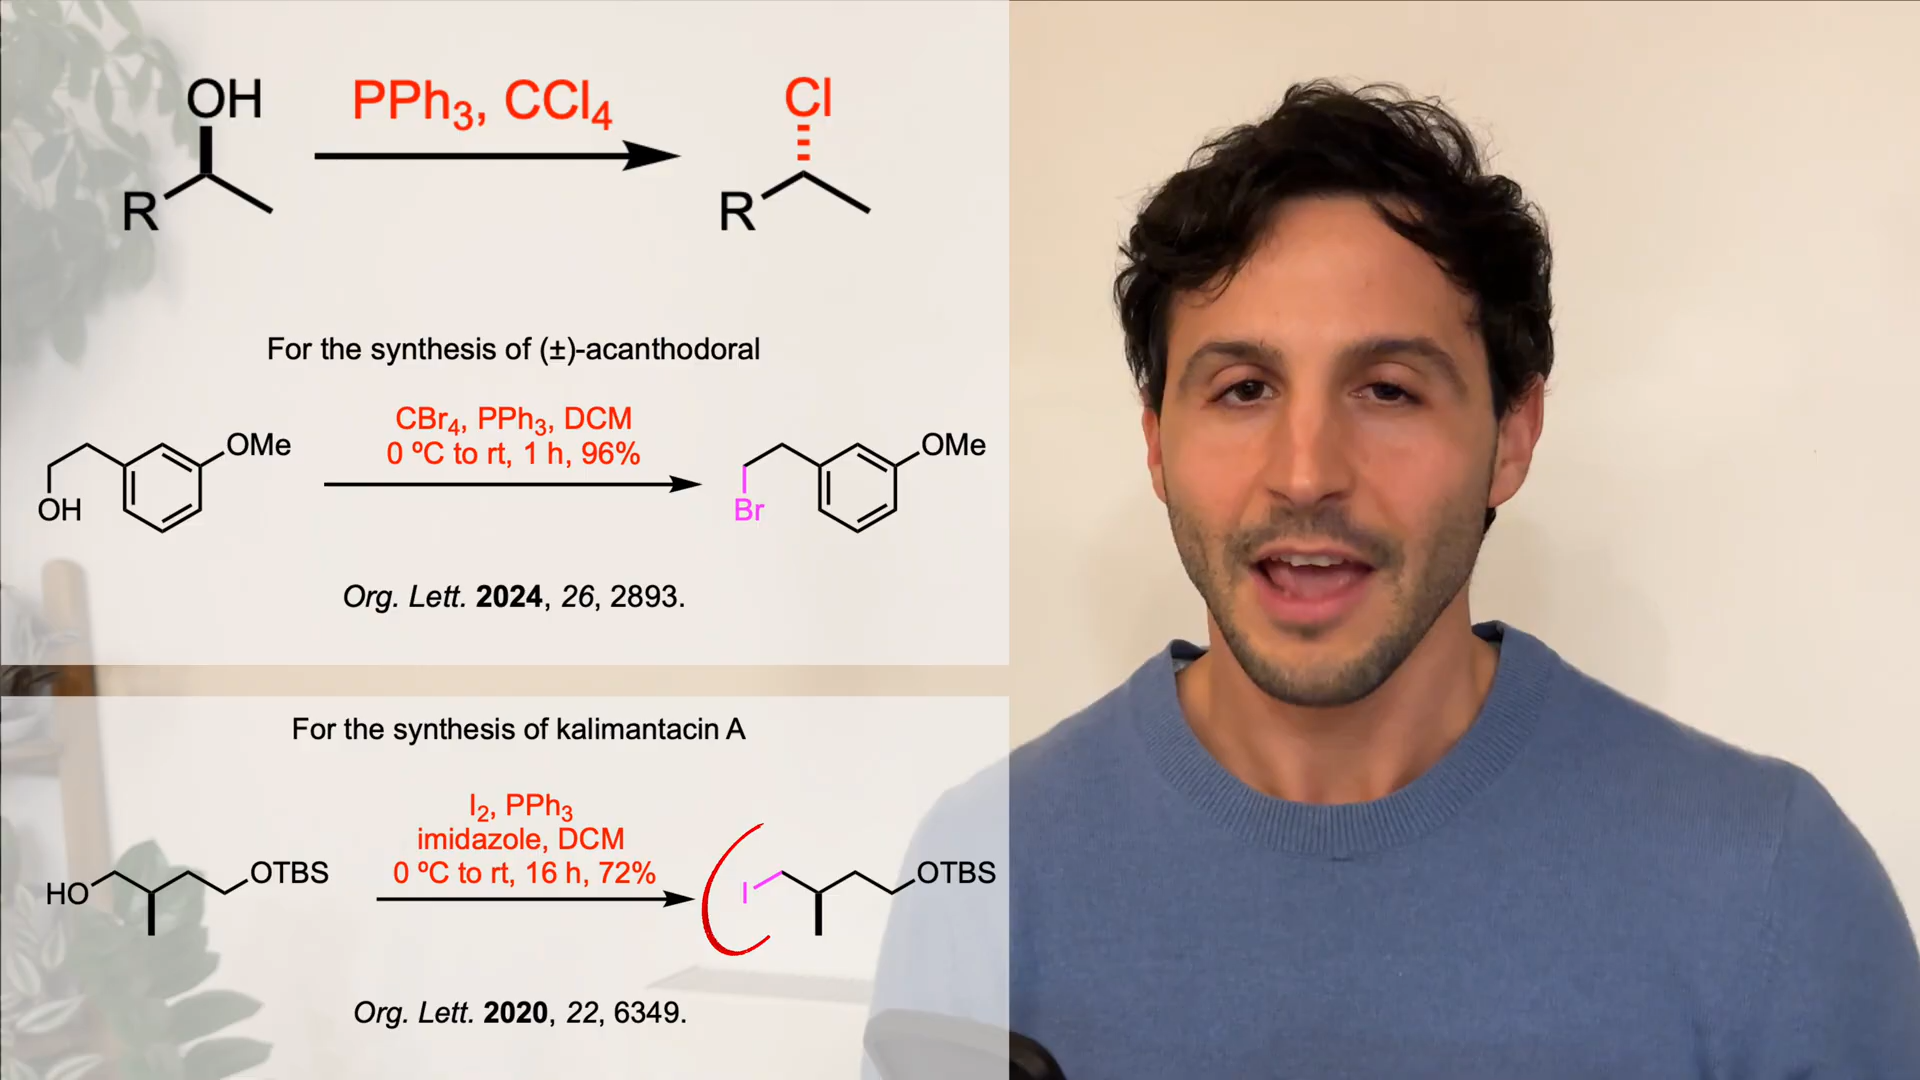 OH
PPh3, CCl4
Cl
R
R
For the synthesis of (±)-acanthodoral
CBr4, PPh3, DCM
0 ºC to rt, 1 h, 96%
OMe
OH
OMe
Br
Org. Lett. 2024, 26, 2893.
For the synthesis of kalimantacin A
I2, PPh3
imidazole, DCM
0 ºC to rt, 16 h, 72%
HO
OTBS
I
OTBS
Org. Lett. 2020, 22, 6349.